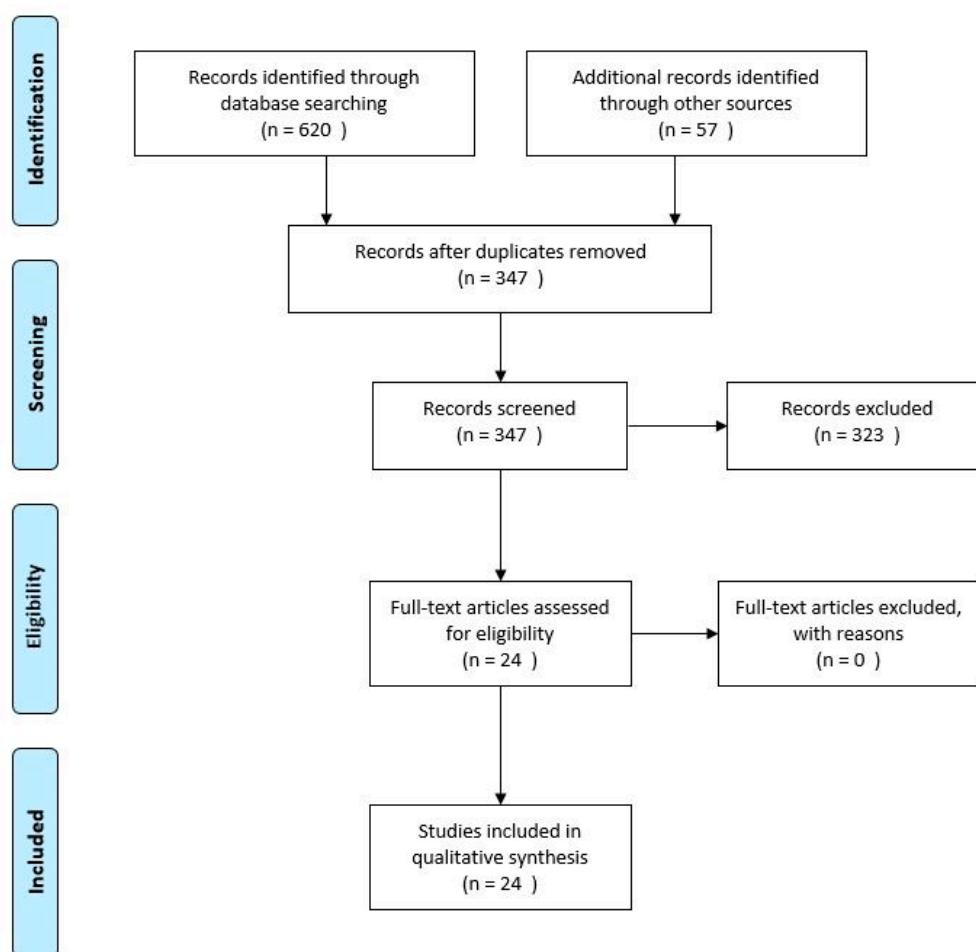 Identification
Records identified through
database searching
(n = 620  )
Additional records identified
through other sources
(n = 57  )
Records after duplicates removed
(n = 347  )
Screening
Records screened
(n = 347  )
Records excluded
(n = 323  )
Eligibility
Full-text articles assessed
for eligibility
(n = 24  )
Full-text articles excluded,
with reasons
(n = 0  )
Included
Studies included in
qualitative synthesis
(n = 24  )